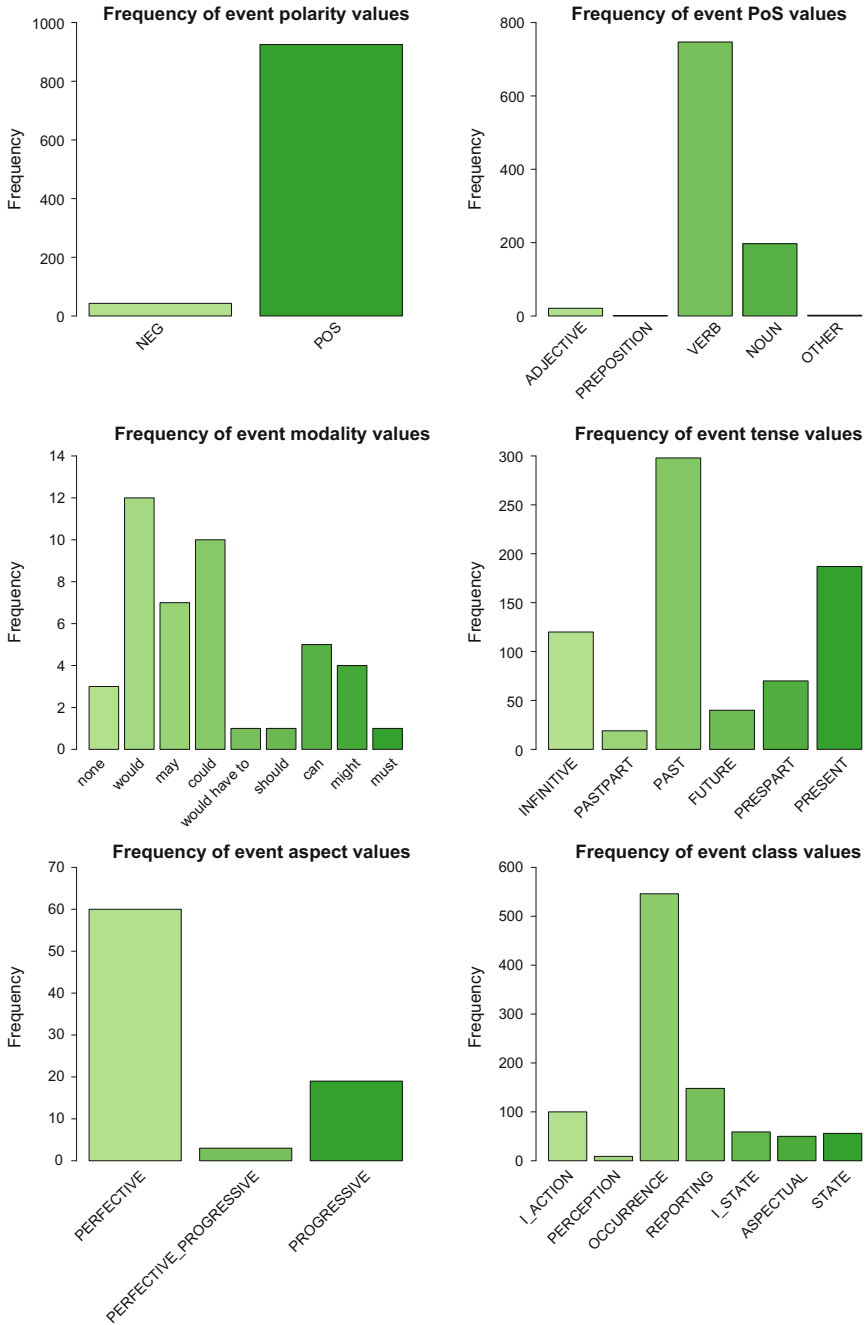 Frequency of event polarity values
Frequency
1000
800
600
400
200
0
NEG
POS
Frequency of event PoS values
Frequency
800
600
400
200
0
ADJECTIVE
PREPOSITION
VERB
NOUN
OTHER
Frequency of event modality values
Frequency
14
12
10
8
6
4
2
0
none
would
may
could
would have to
should
can
might
must
Frequency of event tense values
Frequency
300
250
200
150
100
50
0
INFINITIVE
PASTPART
PAST
FUTURE
PRESPART
PRESENT
Frequency of event aspect values
Frequency
70
60
50
40
30
20
10
0
PERFECTIVE
PERFECTIVE_PROGRESSIVE
PROGRESSIVE
Frequency of event class values
Frequency
600
500
400
300
200
100
0
I_ACTION
PERCEPTION
OCCURRENCE
REPORTING
I_STATE
ASPECTUAL
STATE